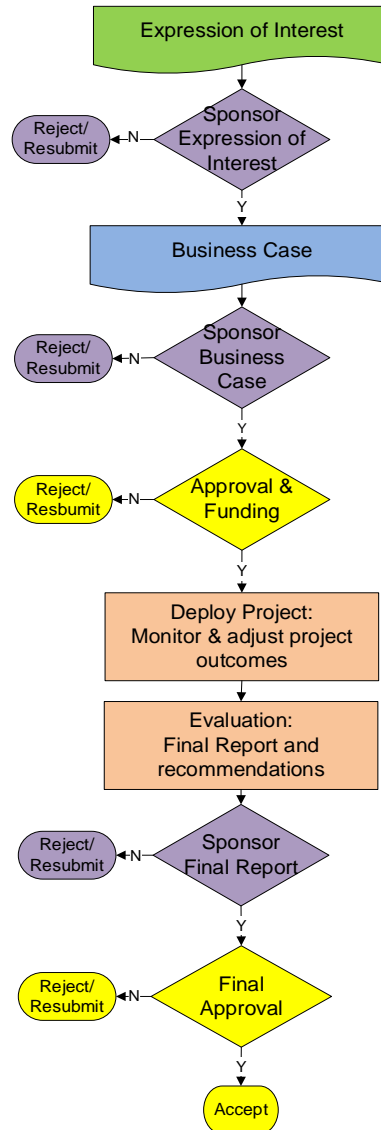 Expression of Interest
Sponsor
Expression of
Interest
N
Reject/
Resubmit
Y
Business Case
Sponsor
Business
Case
N
Reject/
Resubmit
Y
Approval &
Funding
N
Reject/
Resbumit
Y
Deploy Project:
Monitor & adjust project
outcomes
Evaluation:
Final Report and
recommendations
Sponsor
Final Report
N
Reject/
Resubmit
Y
Final
Approval
N
Reject/
Resubmit
Y
Accept